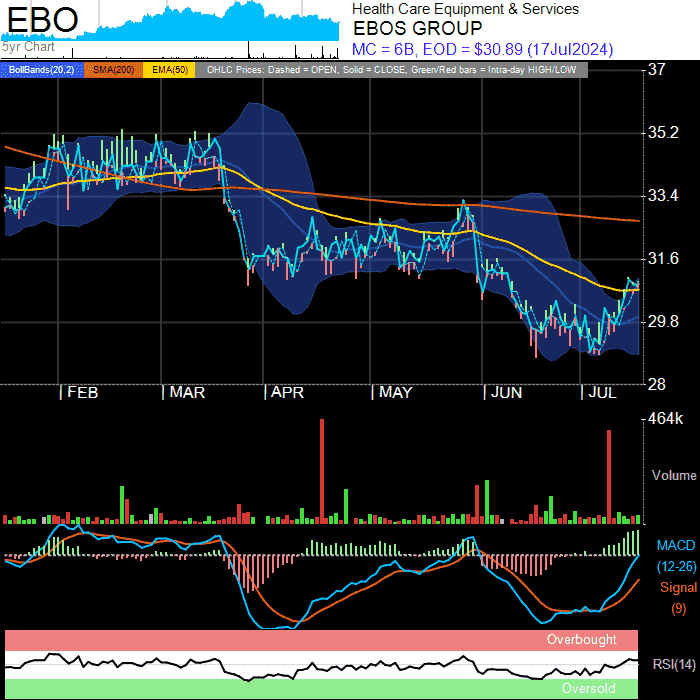 EBO
5yr Chart
Health Care Equipment & Services
EBOS GROUP
MC = 6B, EOD = $30.89 (17Jul2024)
BollBands(20,2) SMA(200) EMA(50) OHLC Prices: Dashed = OPEN, Solid = CLOSE, Green/Red bars = Intra-day HIGH/LOW
37
35.2
33.4
31.6
29.8
28
FEB MAR APR MAY JUN JUL
464k
Volume
MACD
(12-26)
Signal
(9)
Overbought
RSI(14)
Oversold